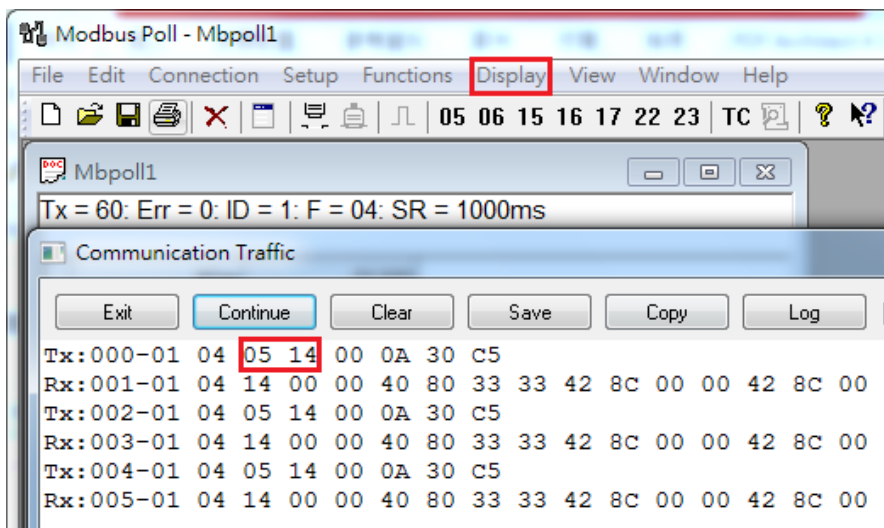 Modbus Poll - Mbpoll1
File Edit Connection Setup Functions Display View Window Help
05 06 15 16 17 22 23 TC
Mbpoll1
Tx = 60: Err = 0: ID = 1: F = 04: SR = 1000ms
Communication Traffic
Exit Continue Clear Save Copy Log
Tx:000-01 04 05 14 00 0A 30 C5
Rx:001-01 04 14 00 00 40 80 33 33 42 8C 00 00 42 8C 00
Tx:002-01 04 05 14 00 0A 30 C5
Rx:003-01 04 14 00 00 40 80 33 33 42 8C 00 00 42 8C 00
Tx:004-01 04 05 14 00 0A 30 C5
Rx:005-01 04 14 00 00 40 80 33 33 42 8C 00 00 42 8C 00